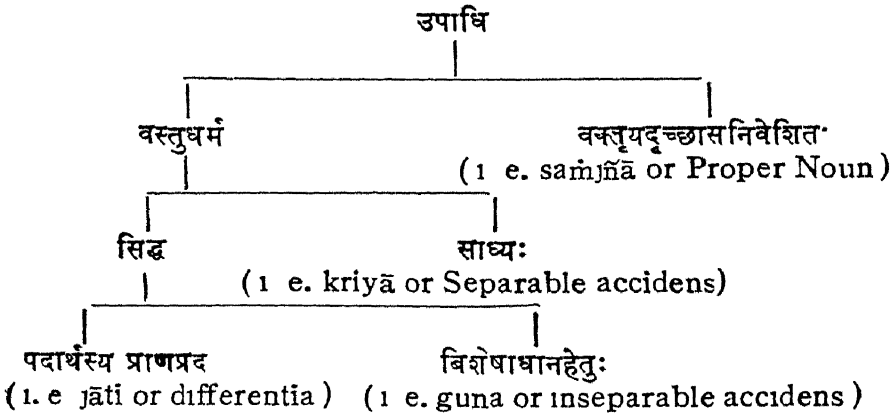 उपाधि
वस्तुधर्म वक्तृयदृच्छासनिवेशित·
(1 e. saṁjñā or Proper Noun)
सिद्ध साध्यः
(1 e. kriyā or Separable accidens)
पदार्थस्य प्राणप्रद बिशेषाधानहेतुः
(1. e jāti or differentia) (1 e. guna or inseparable accidens)